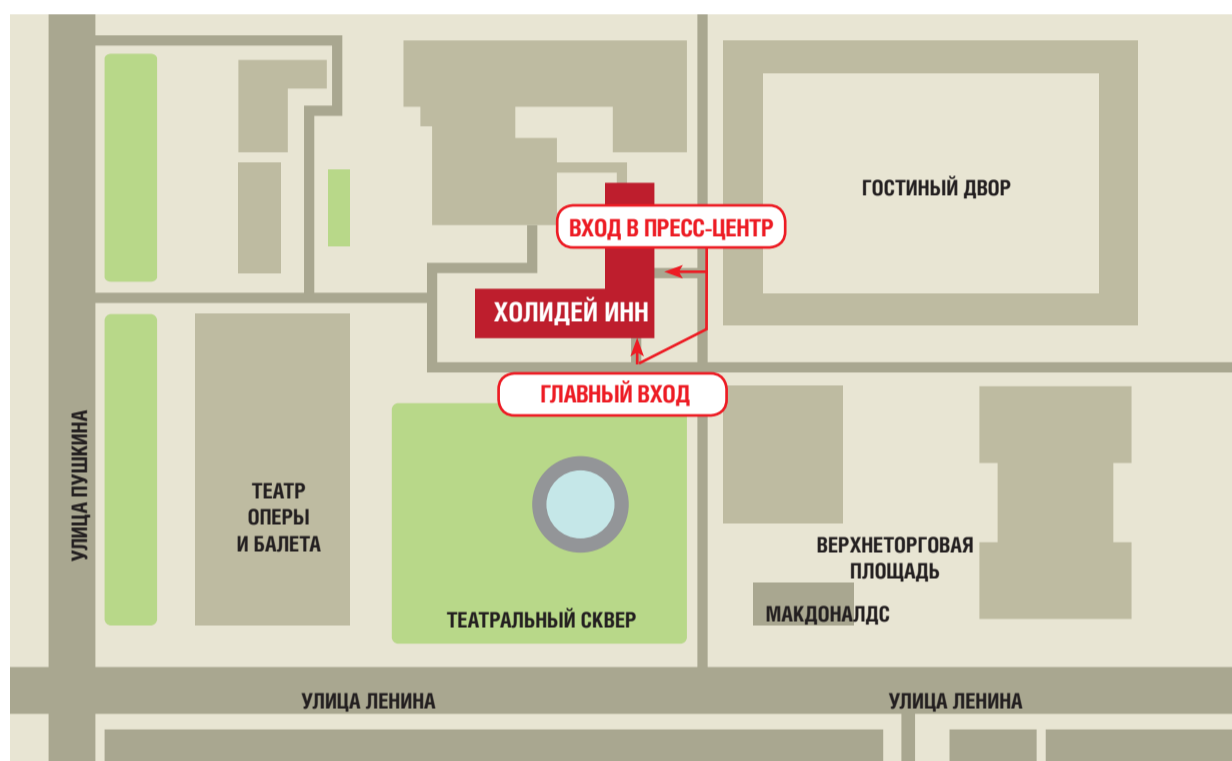 ГОСТИНЫЙ ДВОР
ВХОД В ПРЕСС-ЦЕНТР
ХОЛИДЕЙ ИНН
ГЛАВНЫЙ ВХОД
УЛИЦА ПУШКИНА
ТЕАТР
ОПЕРЫ
И БАЛЕТА
ТЕАТРАЛЬНЫЙ СКВЕР
ВЕРХНЕТОРГОВАЯ
ПЛОЩАДЬ
МАКДОНАЛДС
УЛИЦА ЛЕНИНА
УЛИЦА ЛЕНИНА